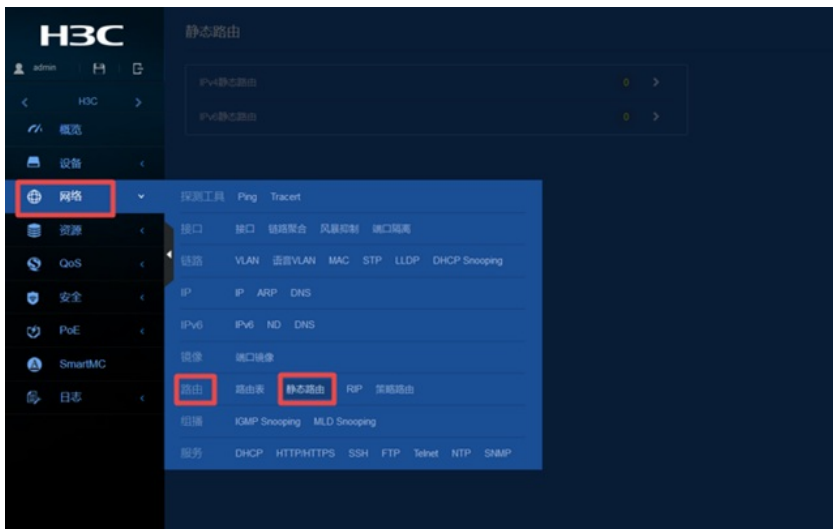 H3C
静态路由
admin
IPv4静态路由 0
H3C
IPv6静态路由 0
概览
设备
网络
探测工具 Ping Tracert
资源
接口 接口 链路聚合 风暴抑制 端口隔离
QoS
链路 VLAN 语音VLAN MAC STP LLDP DHCP Snooping
安全
IP IP ARP DNS
PoE
IPv6 IPv6 ND DNS
SmartMC
镜像 端口镜像
日志
路由 路由表 静态路由 RIP 策略路由
组播 IGMP Snooping MLD Snooping
服务 DHCP HTTP/HTTPS SSH FTP Telnet NTP SNMP